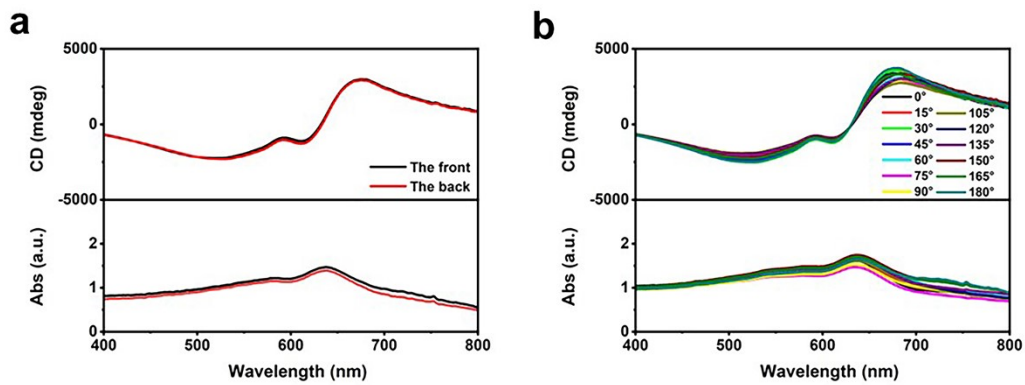 a
5000
0
-5000
CD (mdeg)
The front
The back
2
1
0
Abs (a.u.)
400 500 600 700 800
Wavelength (nm)
b
5000
0
-5000
CD (mdeg)
0°
15° 105°
30° 120°
45° 135°
60° 150°
75° 165°
90° 180°
2
1
0
Abs (a.u.)
400 500 600 700 800
Wavelength (nm)